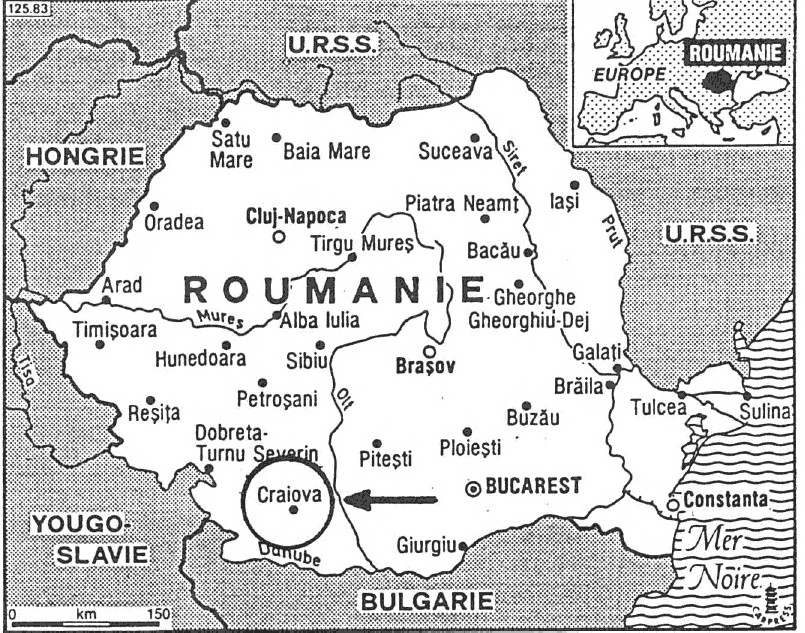 125.83
U.R.S.S.
EUROPE
ROUMANIE
HONGRIE
Satu
Mare
Baia Mare
Suceava
Siret
Oradea
Cluj-Napoca
Piatra Neamţ
Iaşi
Prut
Tirgu Mureş
Bacău
U.R.S.S.
Arad
ROUMANIE
Gheorghe
Gheorghiu-Dej
Mureş
Alba Iulia
Timişoara
Hunedoara
Sibiu
Braşov
Galaţi
Tisa
Brăila
Petroşani
Olt
Reşiţa
Buzău
Tulcea
Sulina
Dobreta-
Turnu Severin
Piteşti
Ploieşti
Craiova
BUCAREST
Constanta
YOUGO-
SLAVIE
Danube
Giurgiu
Mer
Noire
BULGARIE
0 km 150
CAPPRESS